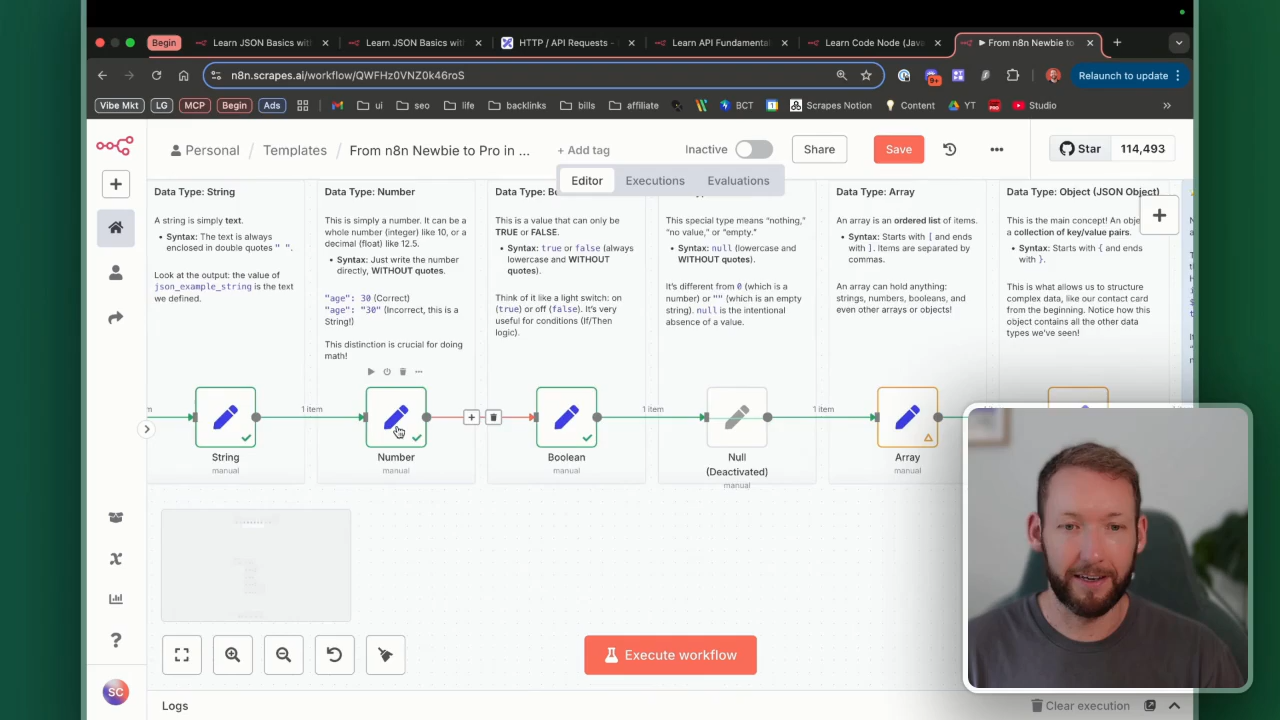 Begin
Learn JSON Basics wit
Learn JSON Basics wit
HTTP / API Requests -
Learn API Fundamenta
Learn Code Node (Java
From n8n Newbie to
n8n.scrapes.ai/workflow/QWFHz0VNZ0k46roS
9+
Relaunch to update
Vibe Mkt
LG
MCP
Begin
Ads
ui
seo
life
backlinks
bills
affiliate
BCT
Scrapes Notion
Content
YT
Studio
»
Personal / Templates / From n8n Newbie to Pro in ...
+ Add tag
Inactive
Share
Save
Star
114,493
Editor
Executions
Evaluations
Data Type: String
A string is simply text.
• Syntax: The text is always
enclosed in double quotes " ".
Look at the output: the value of
json_example_string is the text
we defined.
Data Type: Number
This is simply a number. It can be a
whole number (integer) like 10, or a
decimal (float) like 12.5.
• Syntax: Just write the number
directly, WITHOUT quotes.
"age": 30 (Correct)
"age": "30" (Incorrect, this is a
String!)
This distinction is crucial for doing
math!
Data Type: Bo
This is a value that can only be
TRUE or FALSE.
• Syntax: true or false (always
lowercase and WITHOUT
quotes).
Think of it like a light switch: on
(true) or off (false). It's very
useful for conditions (If/Then
logic).
This special type means "nothing,"
"no value," or "empty."
• Syntax: null (lowercase and
WITHOUT quotes).
It's different from 0 (which is a
number) or "" (which is an empty
string). null is the intentional
absence of a value.
Data Type: Array
An array is an ordered list of items.
• Syntax: Starts with [ and ends
with ]. Items are separated by
commas.
An array can hold anything:
strings, numbers, booleans, and
even other arrays or objects!
Data Type: Object (JSON Object)
This is the main concept! An obje
a collection of key/value pairs.
• Syntax: Starts with { and ends
with }.
This is what allows us to structure
complex data, like our contact card
from the beginning. Notice how this
object contains all the other data
types we've seen!
m
1 item
1 item
1 item
String
manual
Number
manual
Boolean
manual
Null
(Deactivated)
manual
Array
manual
Execute workflow
SC
Logs
Clear execution